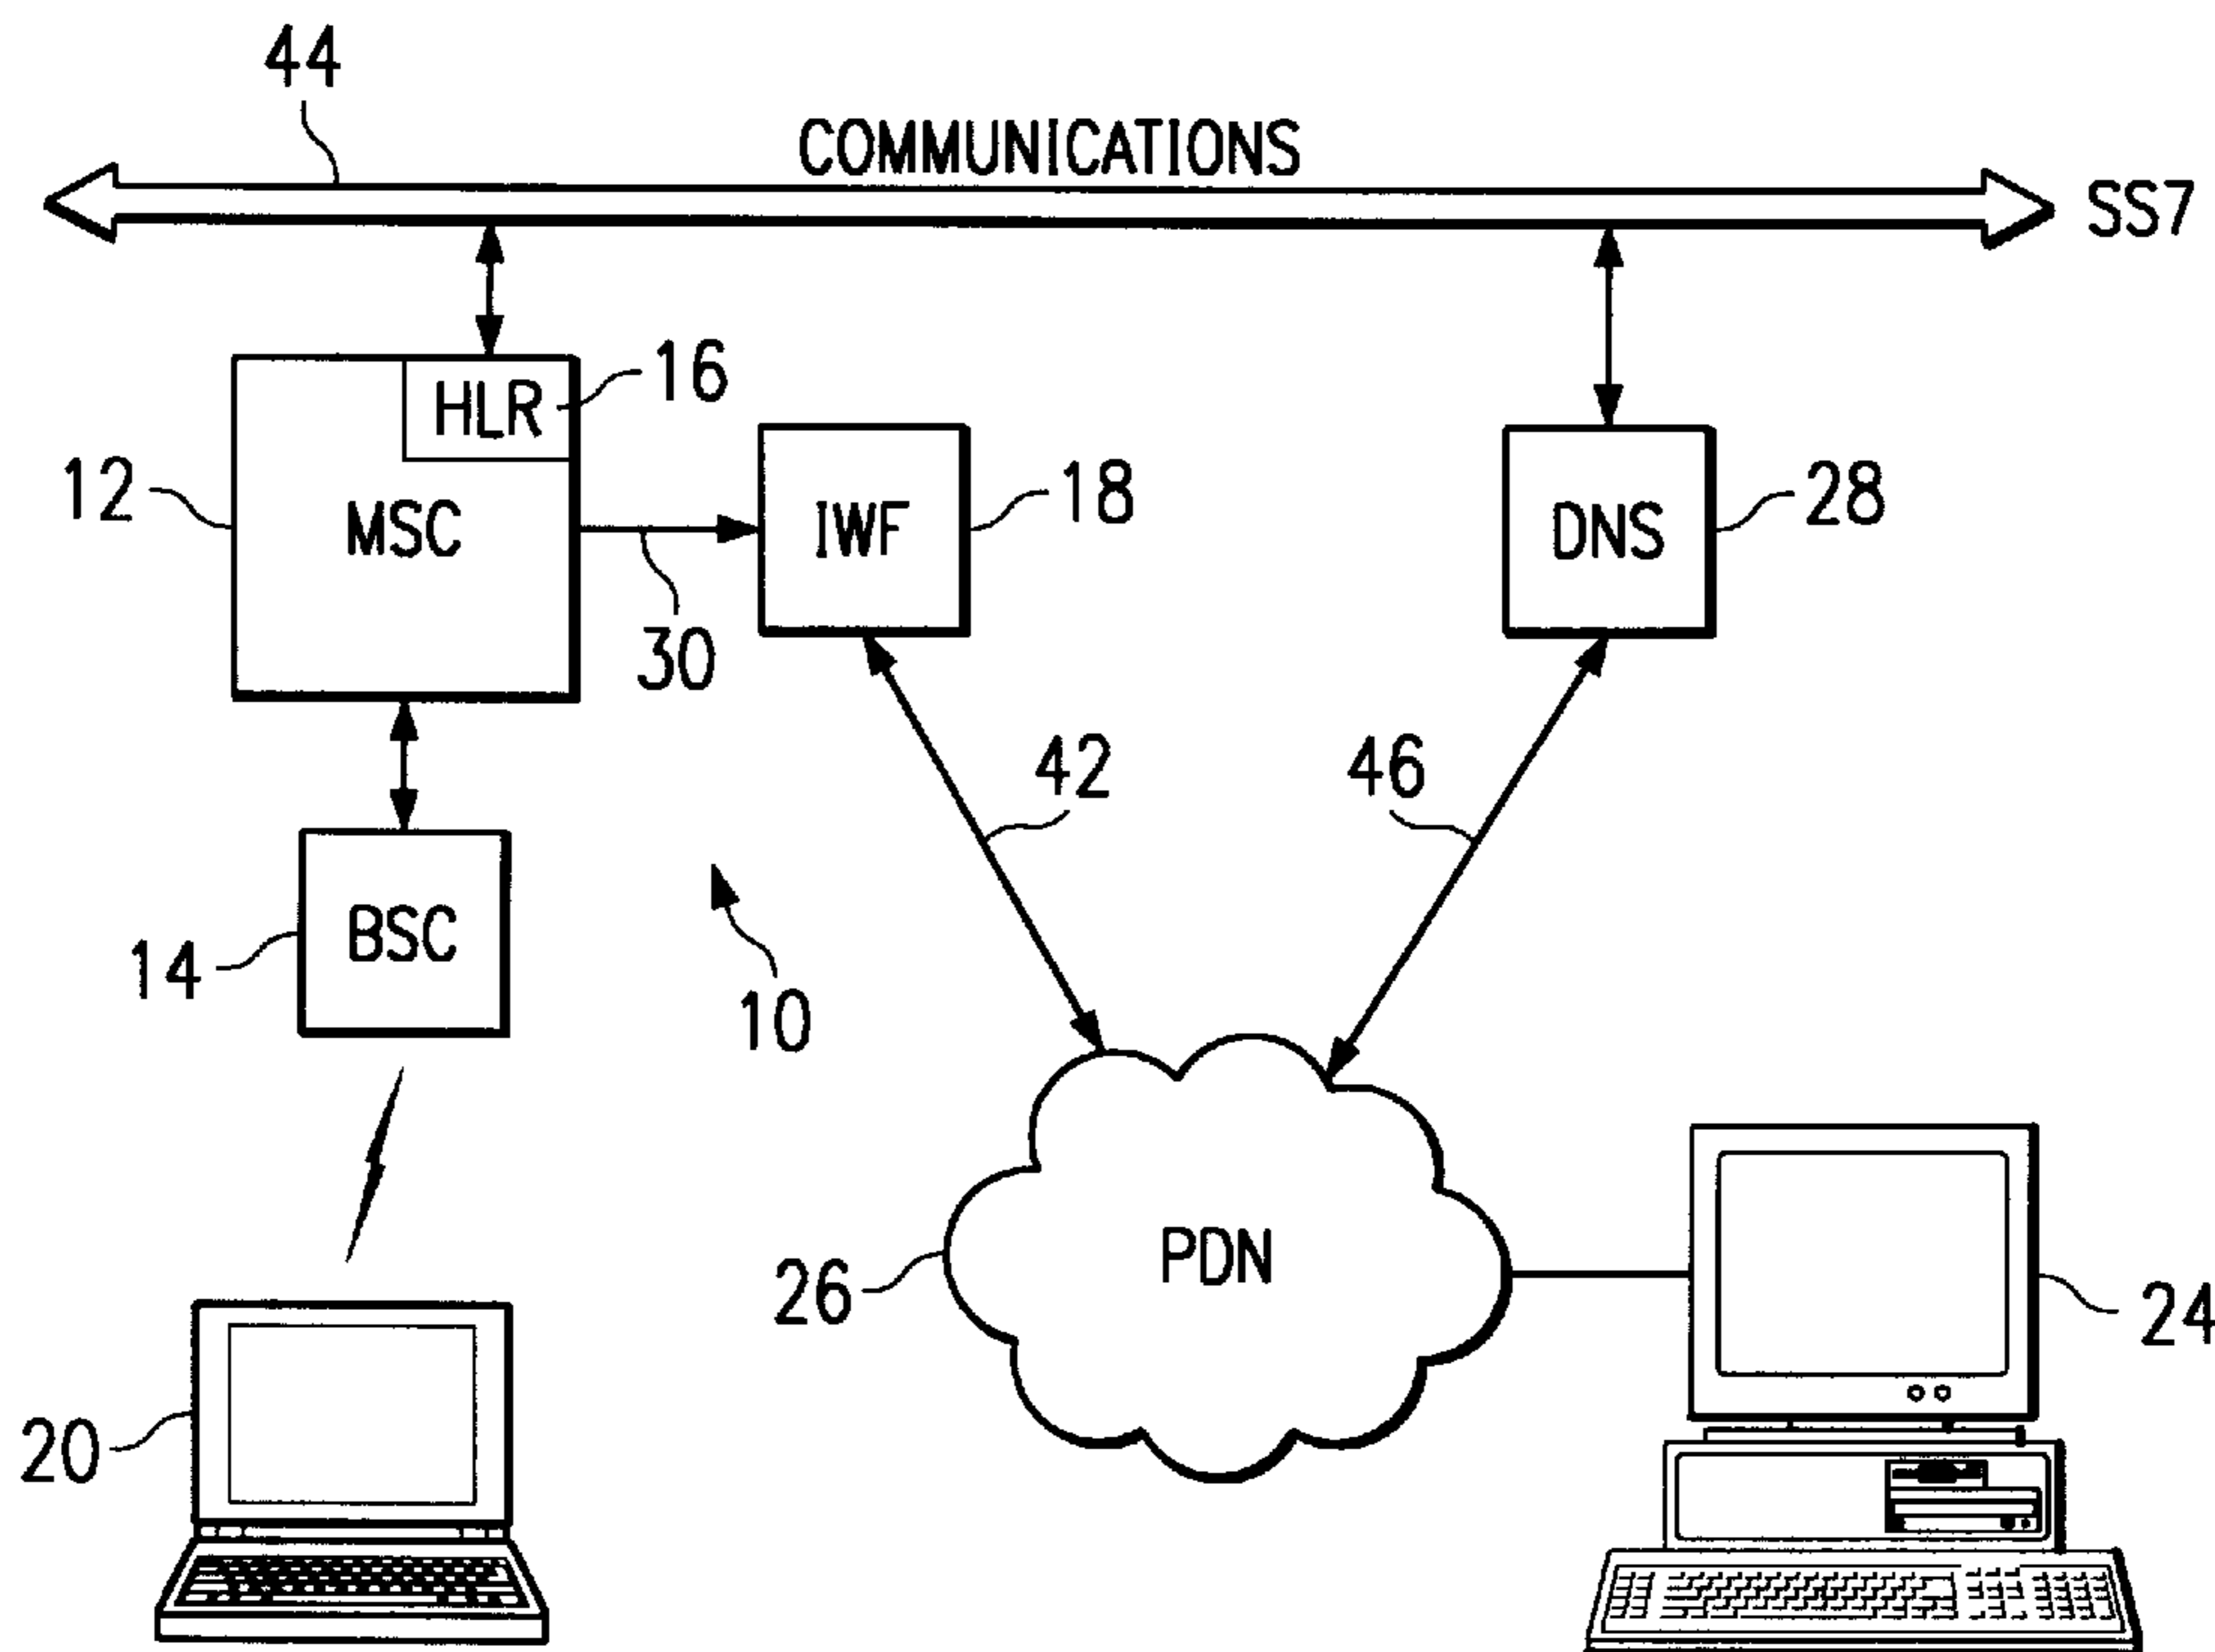 44
COMMUNICATIONS
SS7
HLR
16
12
MSC
IWF
18
DNS
28
30
42
46
14
BSC
10
26
PDN
24
20